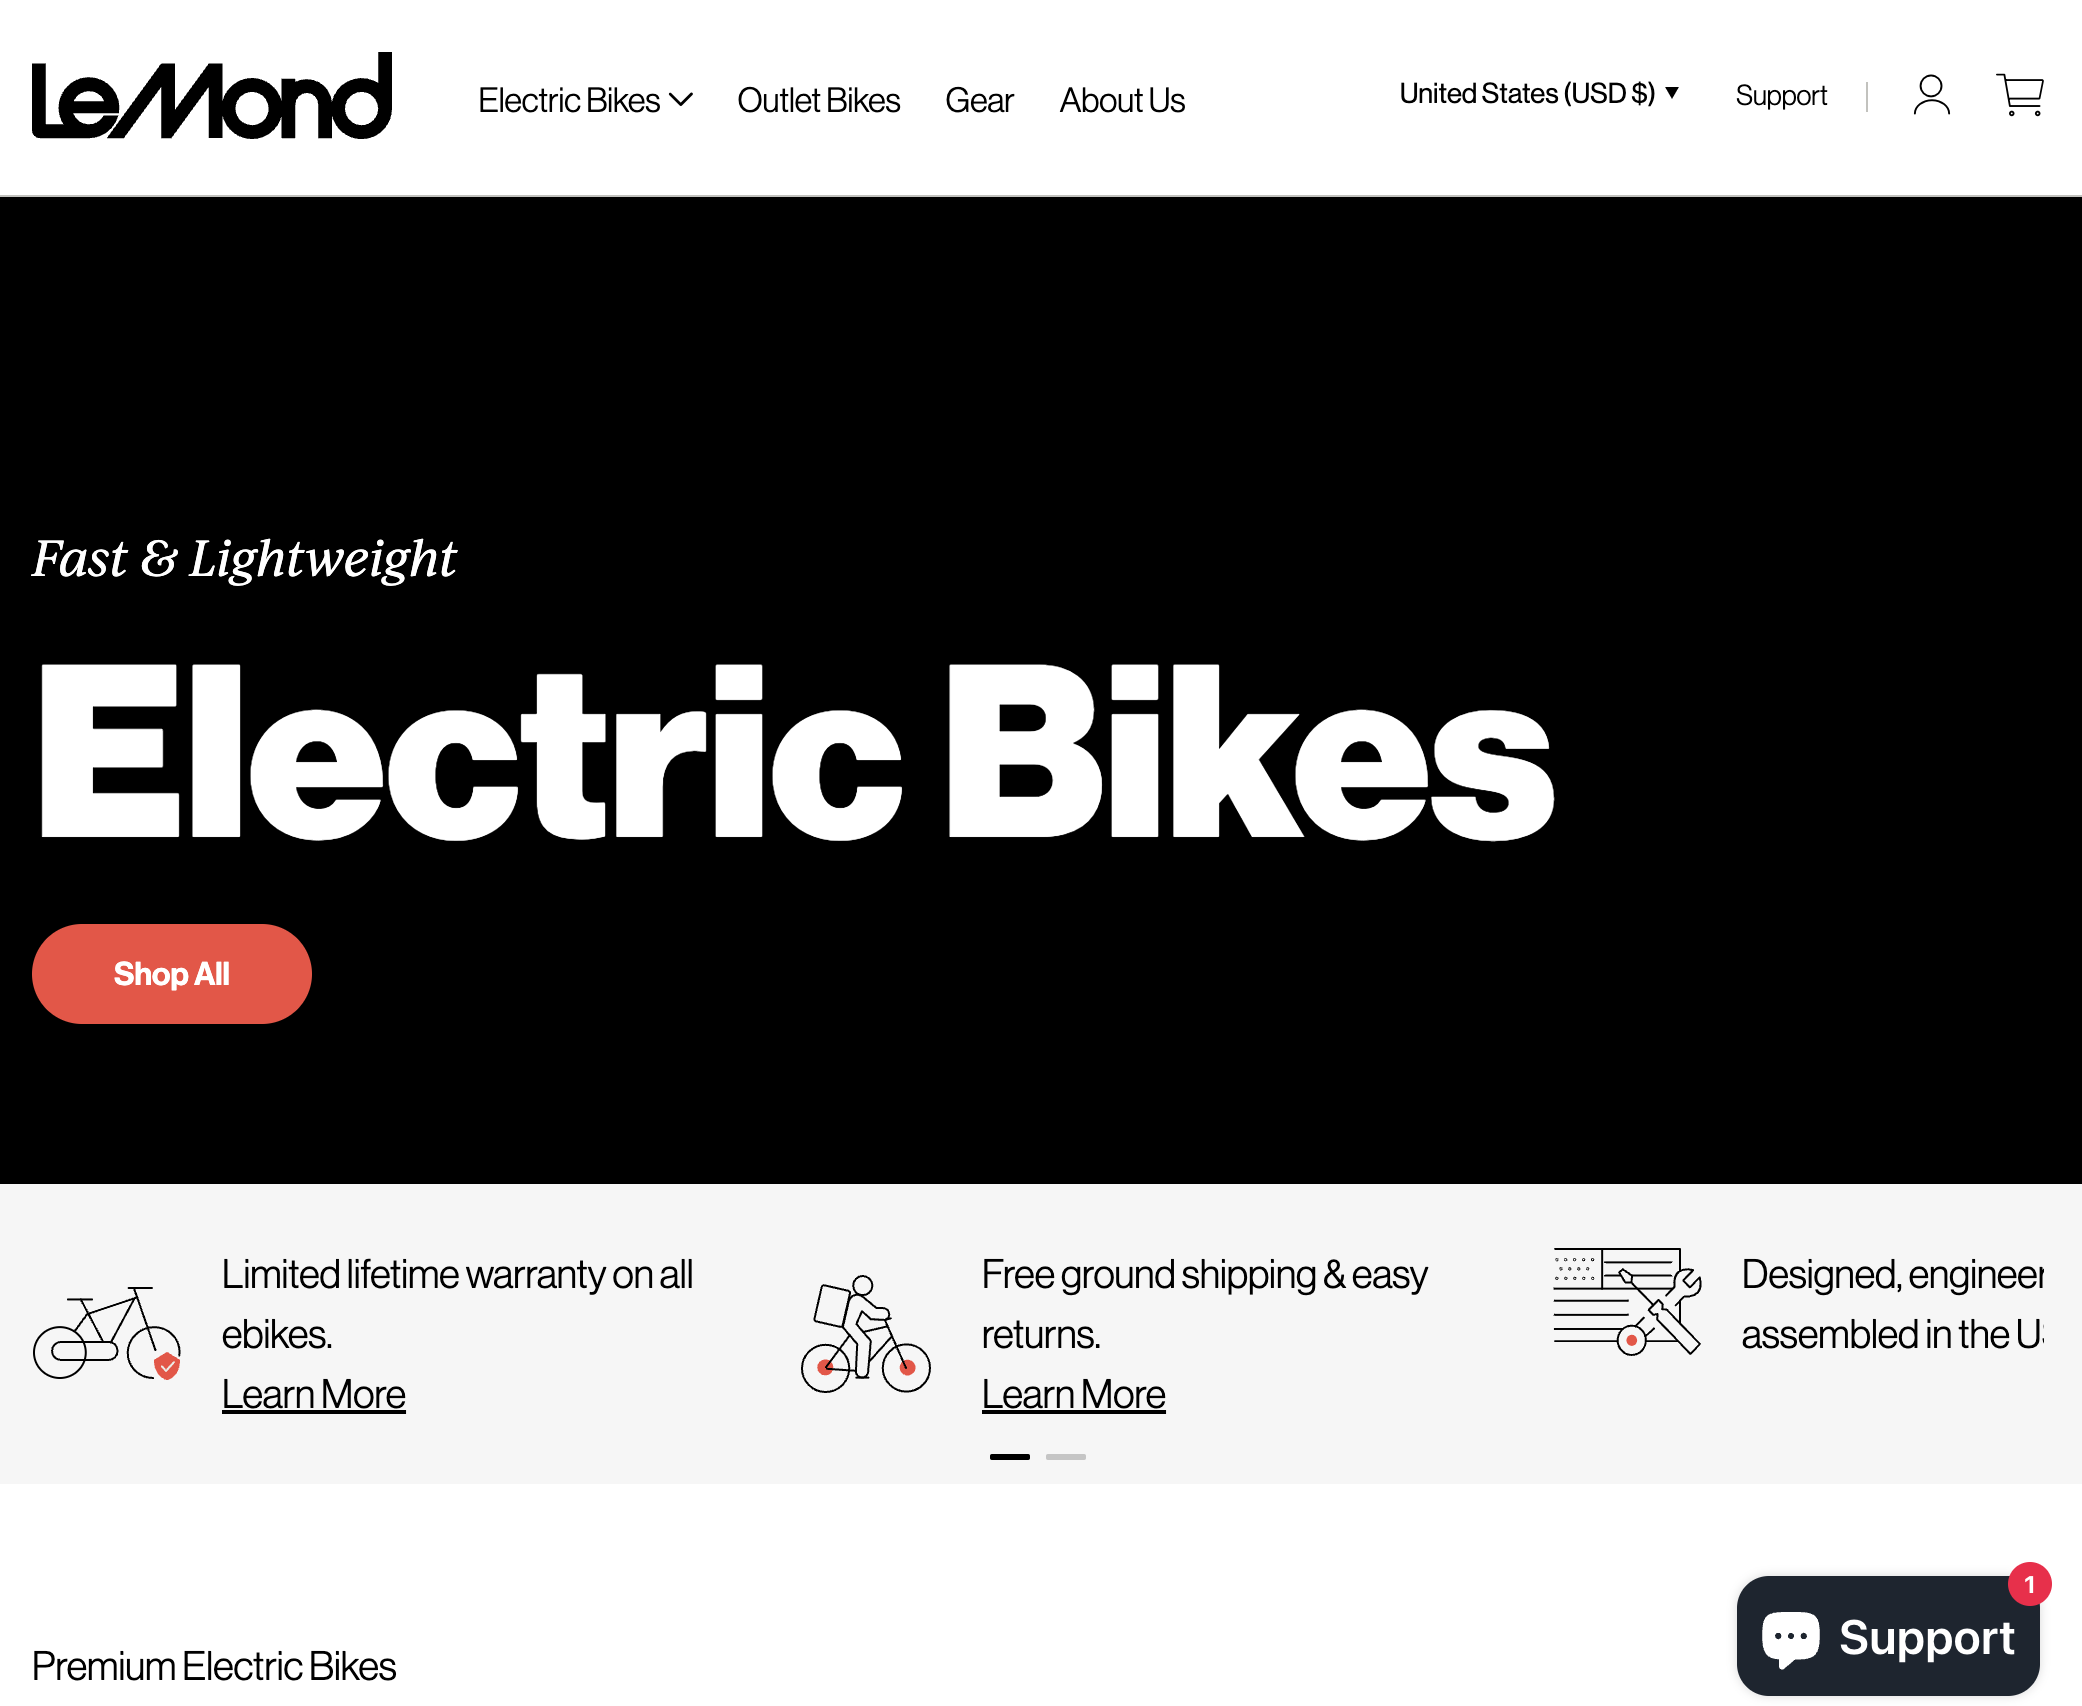 LeMond
Electric Bikes
Outlet Bikes
Gear
About Us
United States (USD $)
Support
Fast & Lightweight
Electric Bikes
Shop All
Limited lifetime warranty on all
ebikes.
Learn More
Free ground shipping & easy
returns.
Learn More
Designed, engineer
assembled in the U
Premium Electric Bikes
1
Support